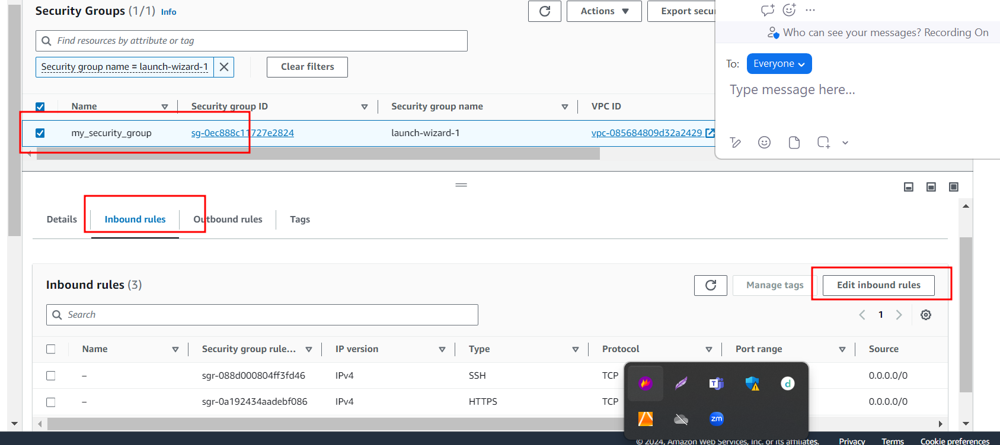 Security Groups (1/1) Info
Actions
Export secu
Find resources by attribute or tag
Security group name = launch-wizard-1
Clear filters
Name Security group ID Security group name VPC ID
my_security_group sg-0ec888c11727e2824 launch-wizard-1 vpc-085684809d32a2429
Who can see your messages? Recording On
To: Everyone
Type message here...
Details Inbound rules Outbound rules Tags
Inbound rules (3)
Manage tags Edit inbound rules
Search
1
Name Security group rule... IP version Type Protocol Port range Source
– sgr-088d000804ff3fd46 IPv4 SSH TCP 0.0.0.0/0
– sgr-0a192434aadebf086 IPv4 HTTPS TCP 0.0.0.0/0
T d
zm
© 2024, Amazon Web Services, Inc. or its affiliates. Privacy Terms Cookie preferences